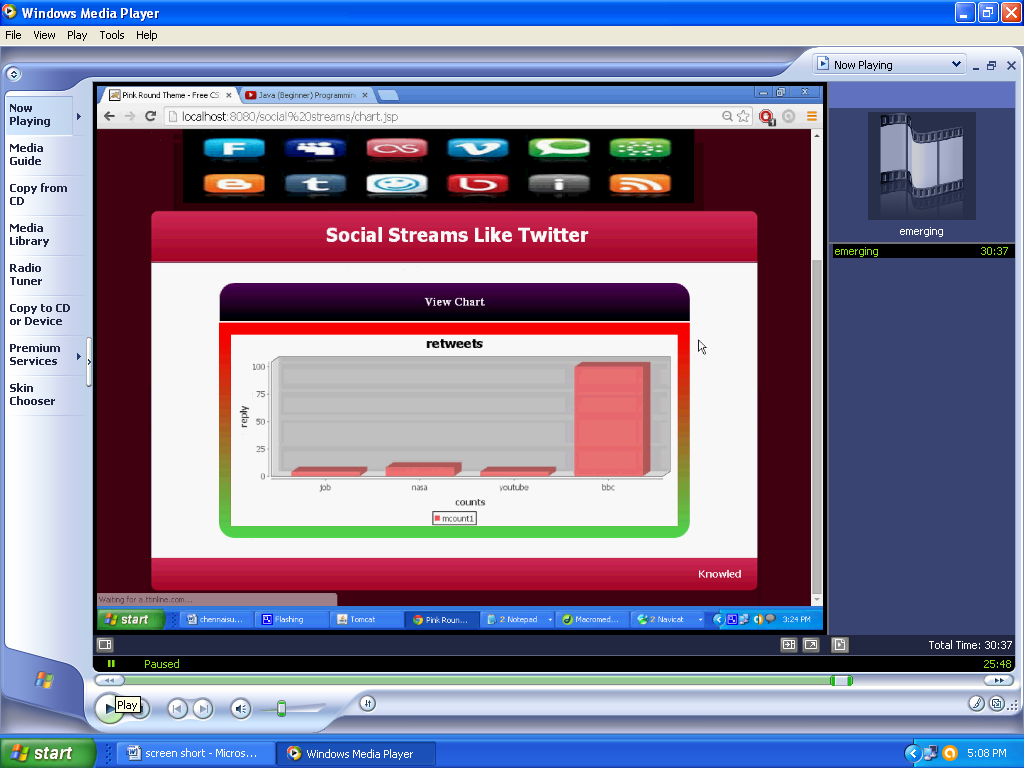 Windows Media Player
File View Play Tools Help
Now Playing
Now
Playing
Media
Guide
Copy from
CD
Media
Library
Radio
Tuner
Copy to CD
or Device
Premium
Services
Skin
Chooser
Pink Round Theme - Free CS
Java (Beginner) Programmin
localhost:8080/social%20streams/chart.jsp
Social Streams Like Twitter
View Chart
retweets
reply
100
75
50
25
0
job nasa youtube bbc
counts
mcount1
Knowled
start chennaisu... Flashing Tomcat Pink Roun... 2 Notepad Macromed... 2 Navicat 3:24 PM
emerging
emerging 30:37
Total Time: 30:37
Paused 25:48
Play
start screen short - Micros... Windows Media Player 5:08 PM